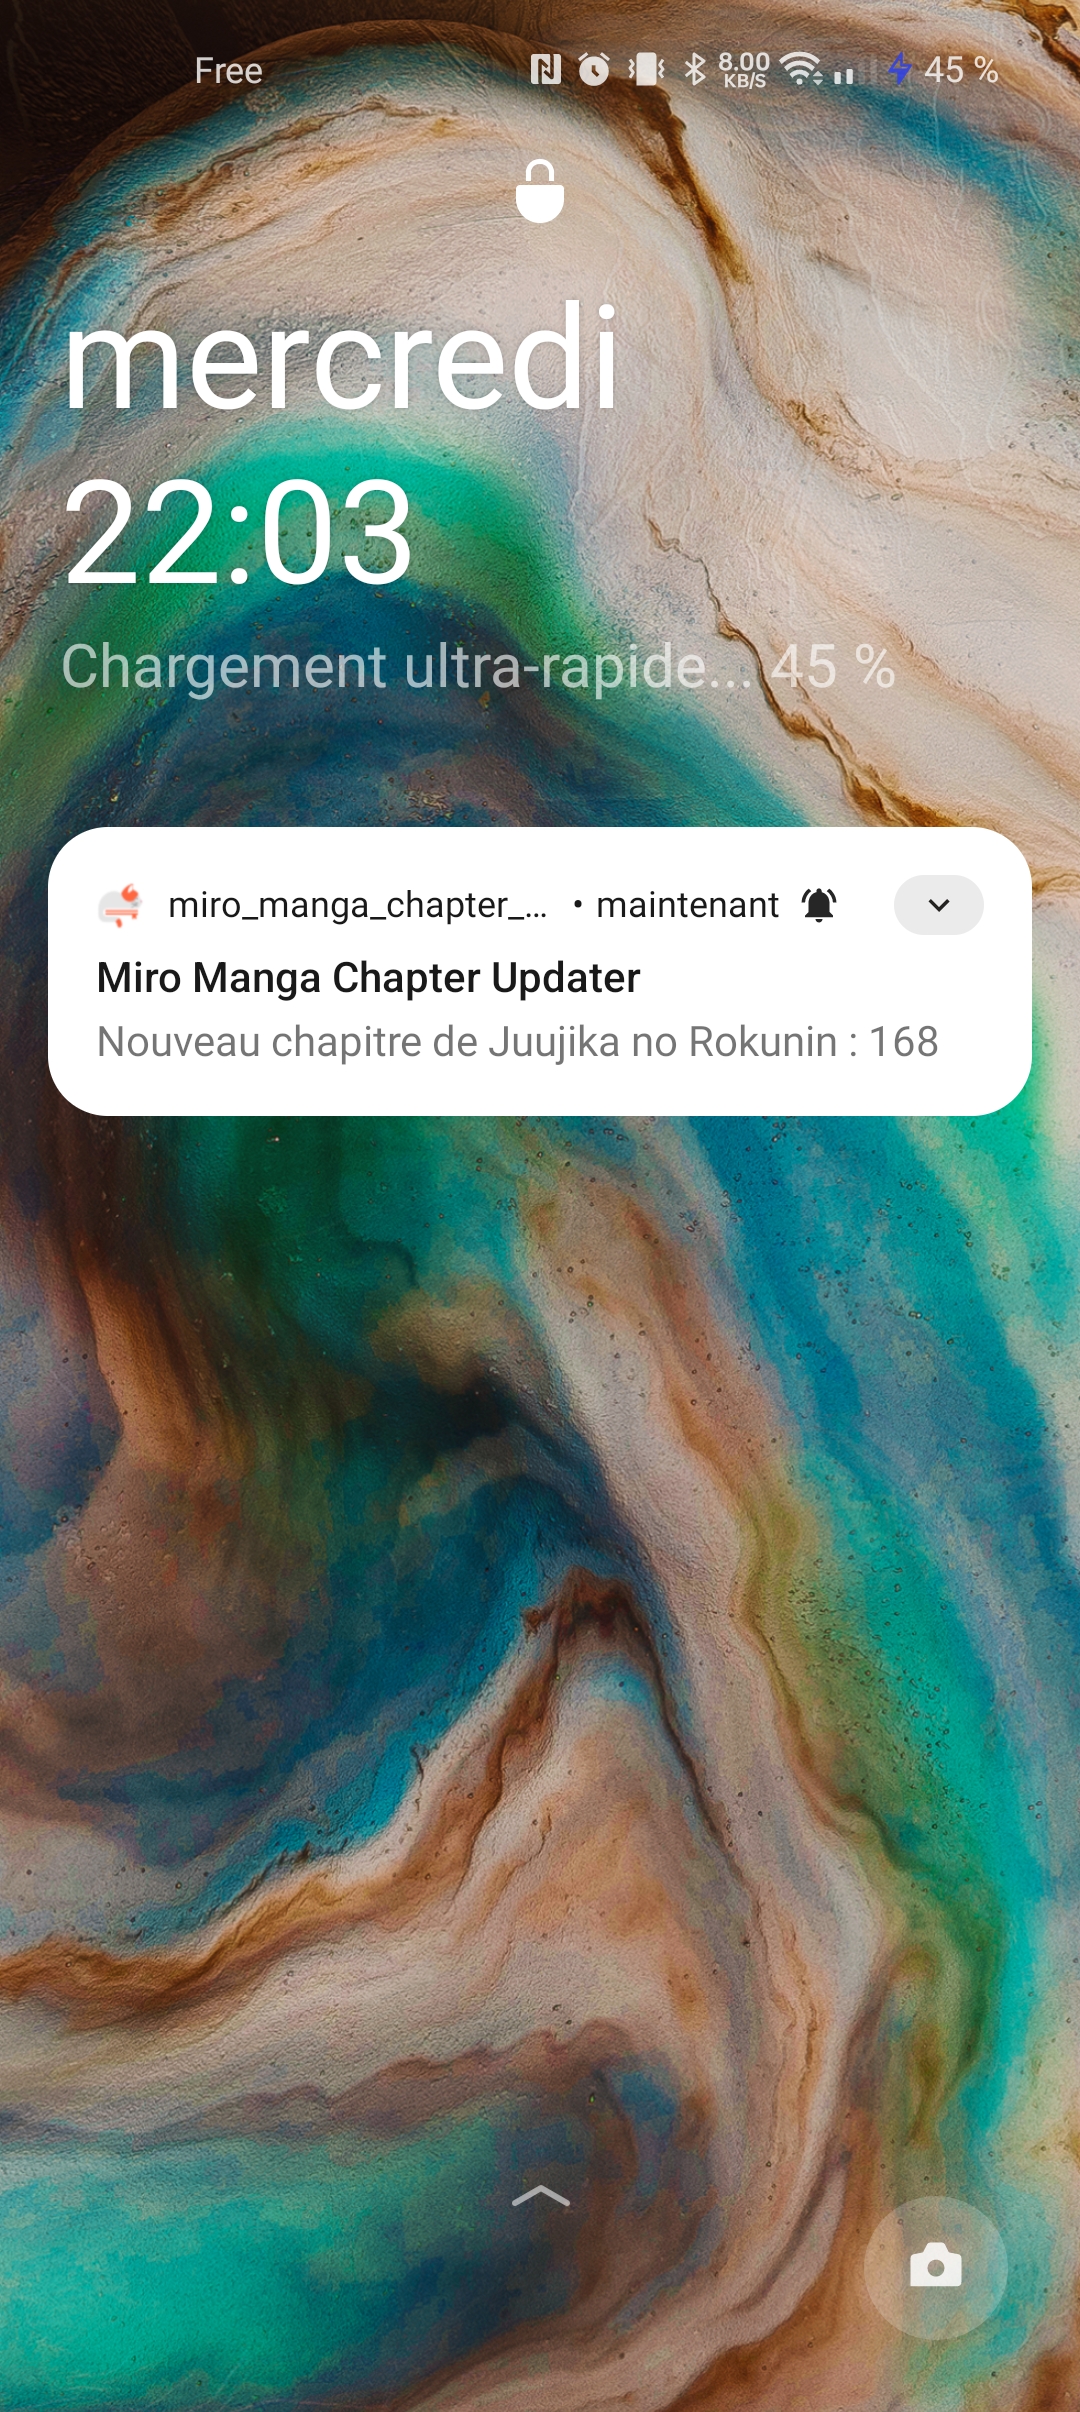 Free 8.00 KB/S 45 %
mercredi
22:03
Chargement ultra-rapide... 45 %
miro_manga_chapter_... • maintenant
Miro Manga Chapter Updater
Nouveau chapitre de Juujika no Rokunin : 168